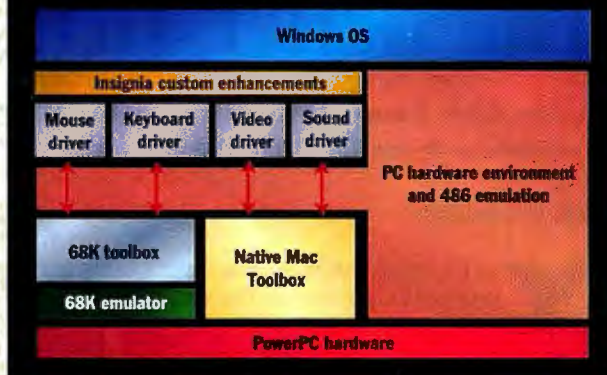 Windows OS
Insignia custom enhancements
Mouse
driver
Keyboard
driver
Video
driver
Sound
driver
PC hardware environment
and 486 emulation
68K toolbox
Native Mac
Toolbox
68K emulator
PowerPC hardware